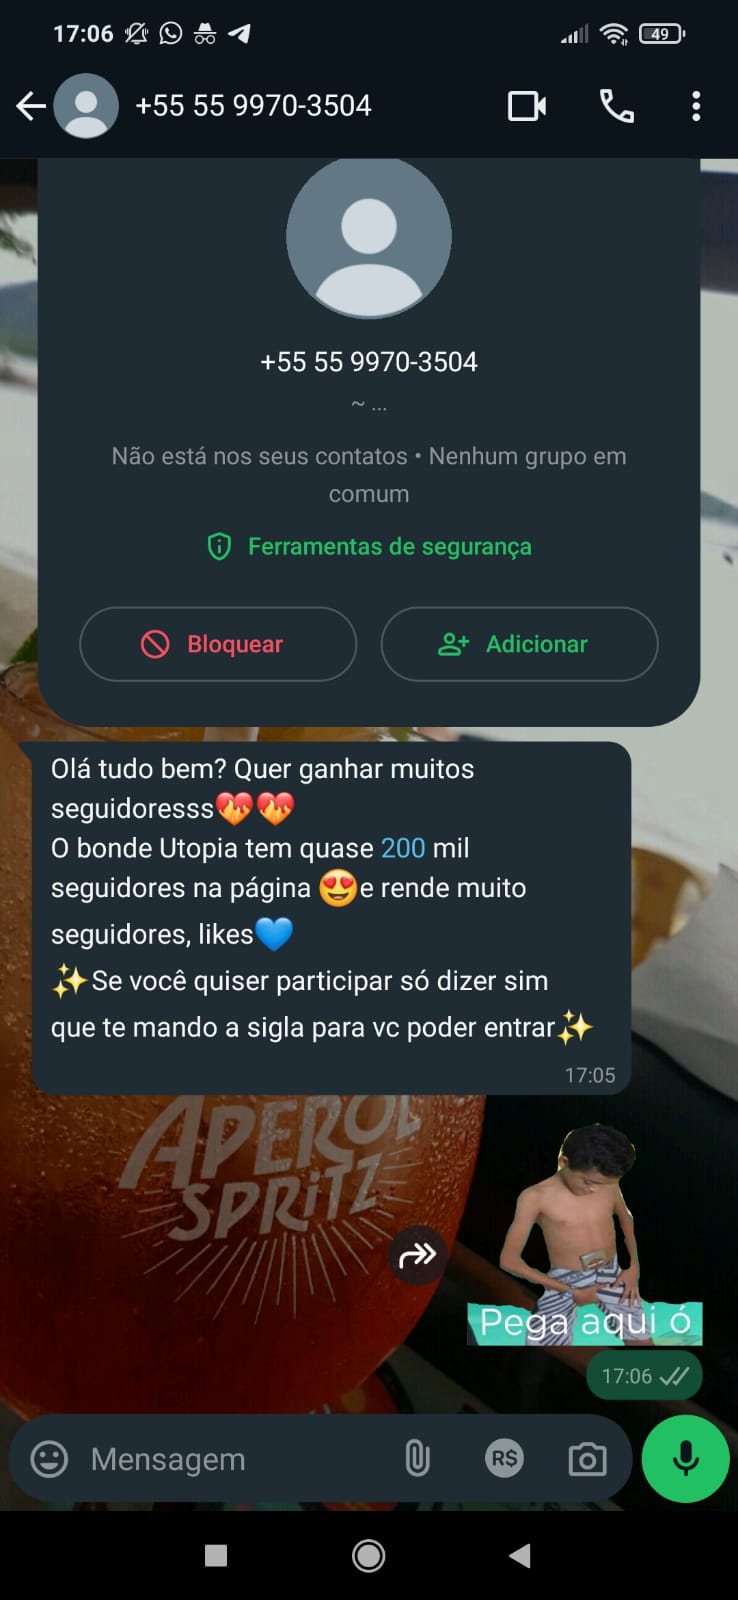 17:06
49
+55 55 9970-3504
+55 55 9970-3504
~ ...
Não está nos seus contatos • Nenhum grupo em
comum
Ferramentas de segurança
Bloquear
Adicionar
Olá tudo bem? Quer ganhar muitos
seguidoresss❤️‍🔥❤️‍🔥
O bonde Utopia tem quase 200 mil
seguidores na página 😍e rende muito
seguidores, likes💙
✨Se você quiser participar só dizer sim
que te mando a sigla para vc poder entrar✨
17:05
APEROL
SPRiTZ
Pega aqui ó
17:06
Mensagem
R$